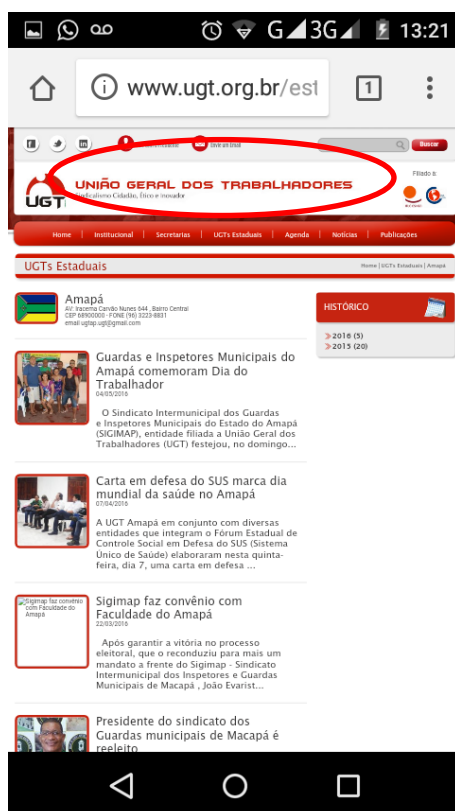 G 3G 13:21
www.ugt.org.br/est
1
in
Buscar
UGT
UNIÃO GERAL DOS TRABALHADORES
Sindicalismo Cidadão, Ético e Inovador
Filiado à:
Home | Institucional | Secretarias | UGTs Estaduais | Agenda | Notícias | Publicações
UGTs Estaduais
Home | UGTs Estaduais | Amapá
Amapá
AV: Iracema Carvão Nunes 644 , Bairro Central
CEP 68900000 - FONE (96) 3223-8831
email ugtap.ugt@gmail.com
HISTÓRICO
2016 (5)
2015 (20)
Guardas e Inspetores Municipais do
Amapá comemoram Dia do
Trabalhador
04/05/2016
O Sindicato Intermunicipal dos Guardas
e Inspetores Municipais do Estado do Amapá
(SIGIMAP), entidade filiada a União Geral dos
Trabalhadores (UGT) festejou, no domingo...
Carta em defesa do SUS marca dia
mundial da saúde no Amapá
07/04/2016
A UGT Amapá em conjunto com diversas
entidades que integram o Fórum Estadual de
Controle Social em Defesa do SUS (Sistema
Único de Saúde) elaboraram nesta quinta-
feira, dia 7, uma carta em defesa ...
Sigimap faz convênio
com Faculdade do
Amapá
Sigimap faz convênio com
Faculdade do Amapá
22/03/2016
Após garantir a vitória no processo
eleitoral, que o reconduziu para mais um
mandato a frente do Sigimap - Sindicato
Intermunicipal dos Inspetores e Guardas
Municipais de Macapá , João Evarist...
Presidente do sindicato dos
Guardas municipais de Macapá é
reeleito